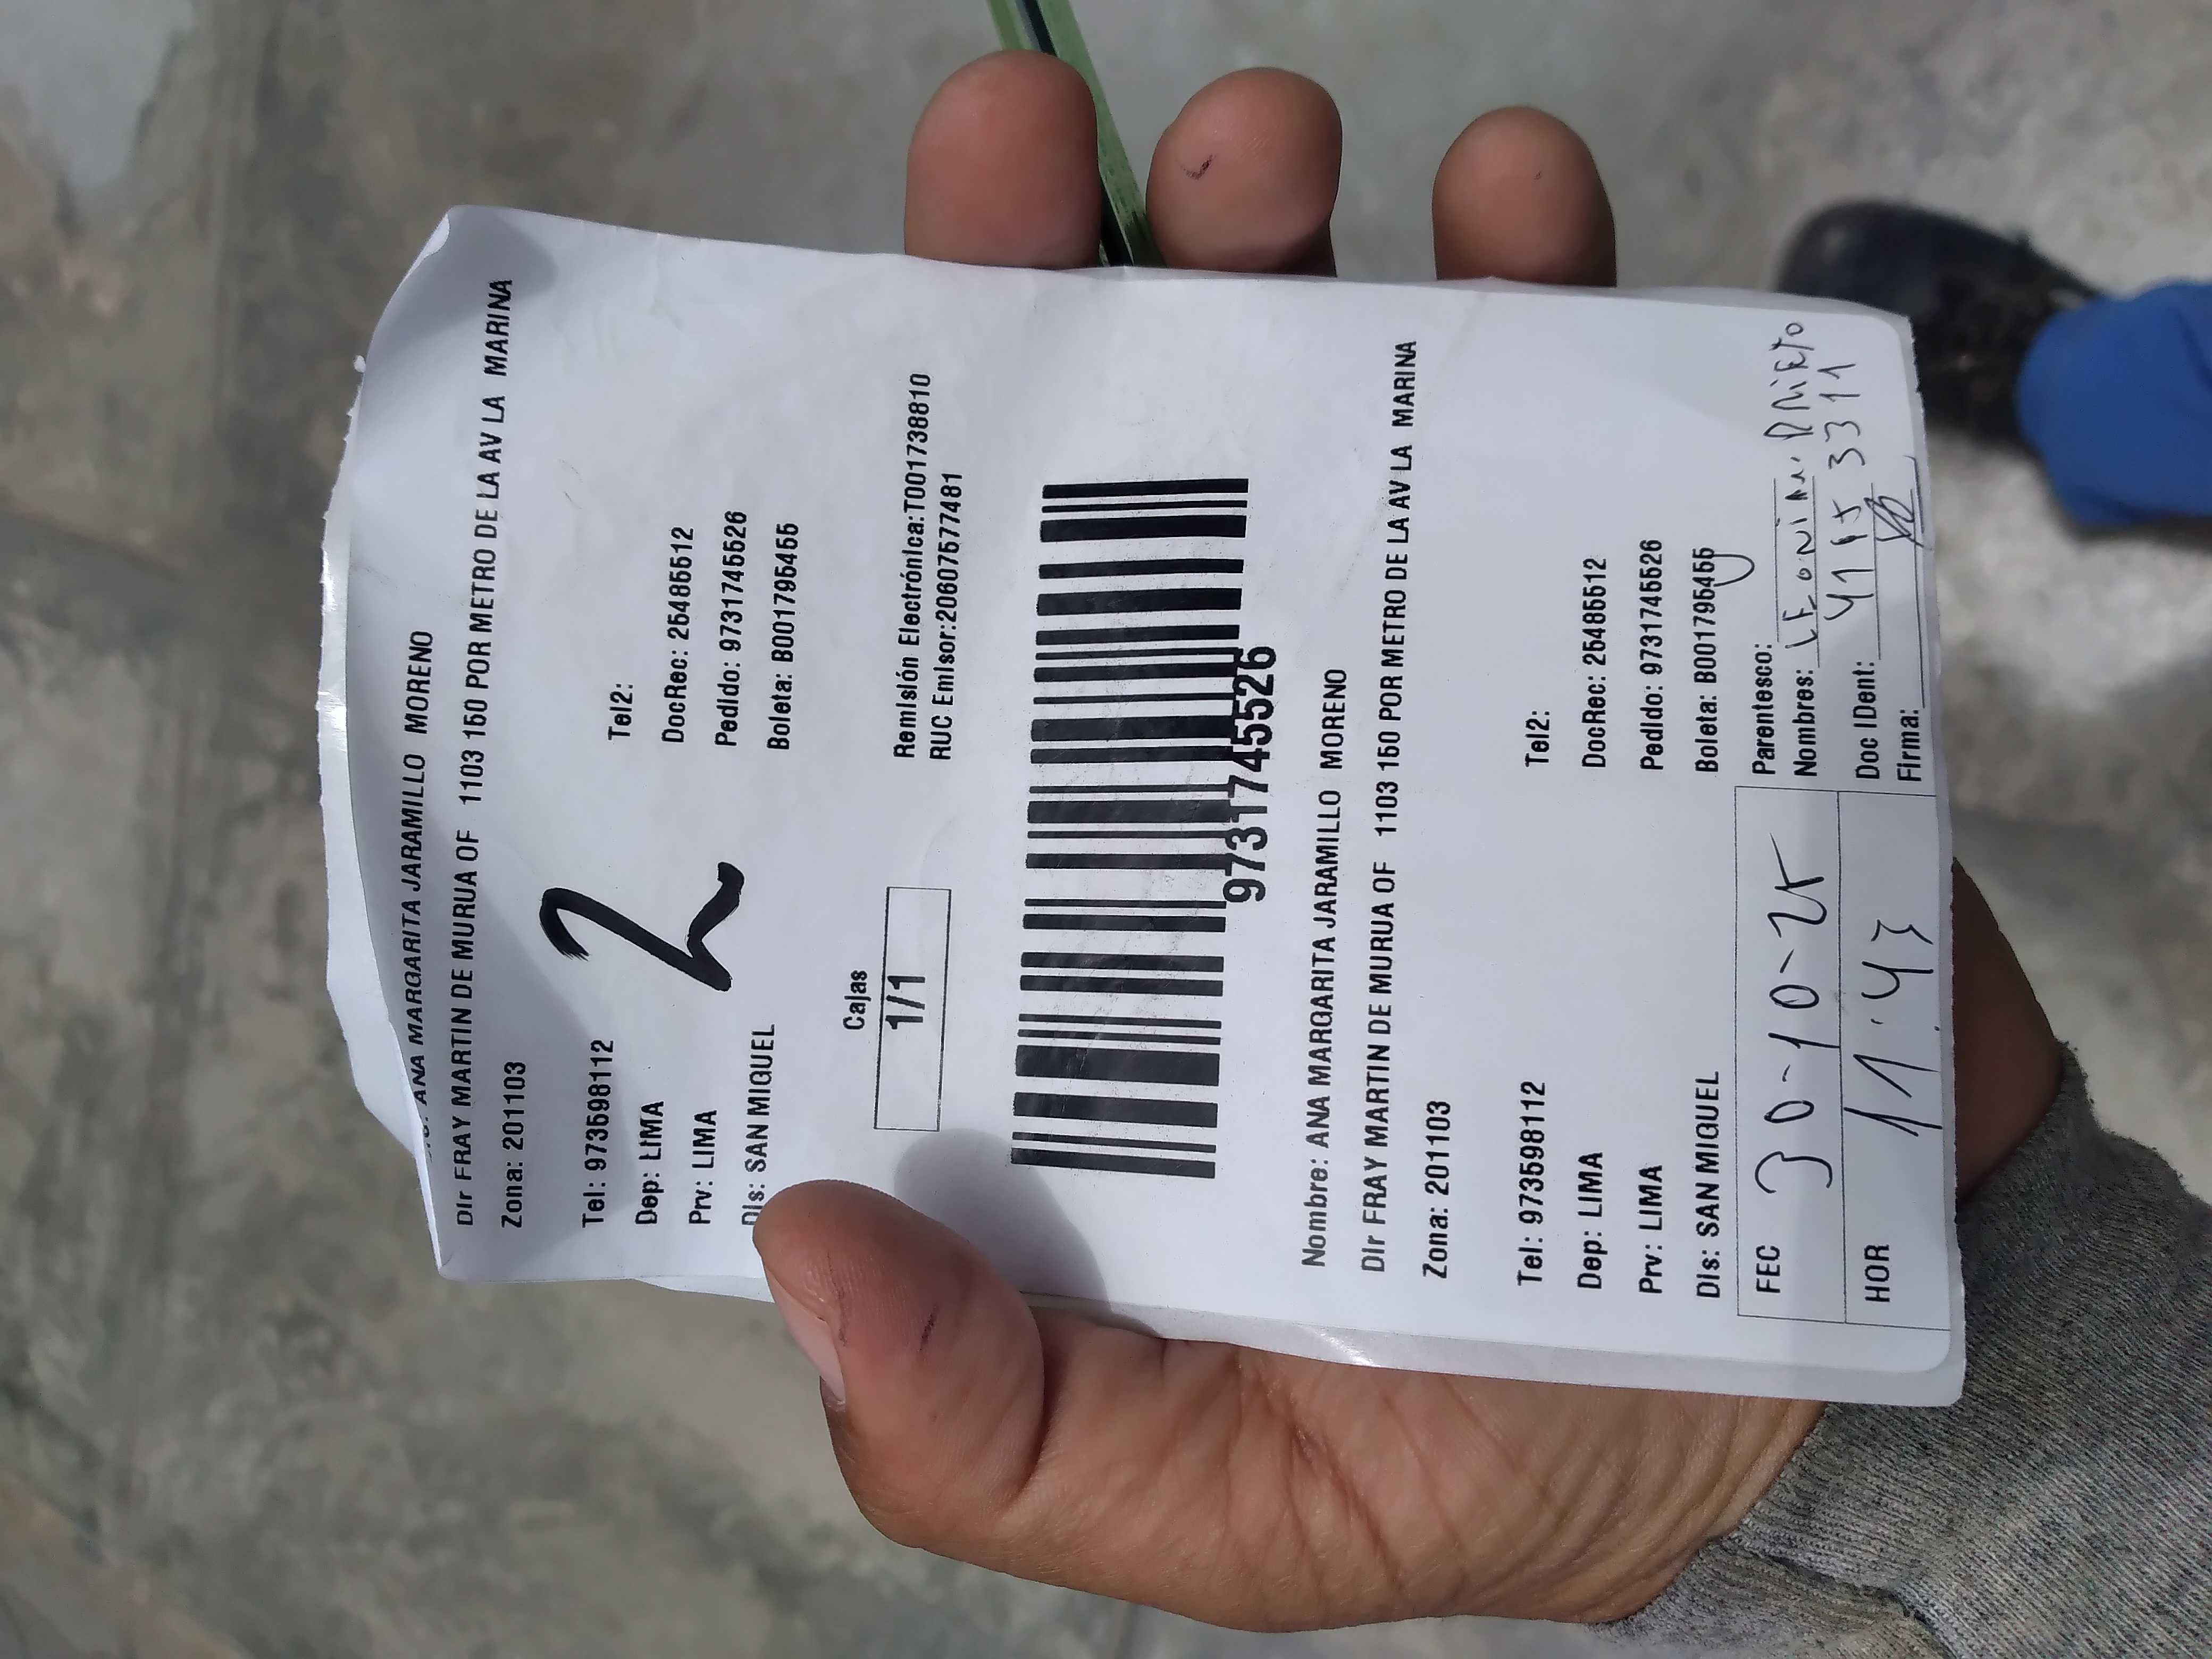 ANA MARGARITA JARAMILLO MORENO
Dir FRAY MARTIN DE MURUA OF 1103 150 POR METRO DE LA AV LA MARINA
Zona: 201103
Tel: 973598112 Tel2:
Dep: LIMA DocRec: 25485512
Prv: LIMA Pedido: 9731745526
Dis: SAN MIGUEL Boleta: B001795455
2
Cajas
1/1
Remisión Electrónica:T001738810
RUC Emisor:20607577481
9731745526
Nombre: ANA MARGARITA JARAMILLO MORENO
Dir FRAY MARTIN DE MURUA OF 1103 150 POR METRO DE LA AV LA MARINA
Zona: 201103
Tel: 973598112 Tel2:
Dep: LIMA DocRec: 25485512
Prv: LIMA Pedido: 9731745526
Dis: SAN MIGUEL Boleta: B001795455
FEC 30-10-25
HOR 11:43
Parentesco:
Nombres: Prieto
Doc IDent: 41153311
Firma: